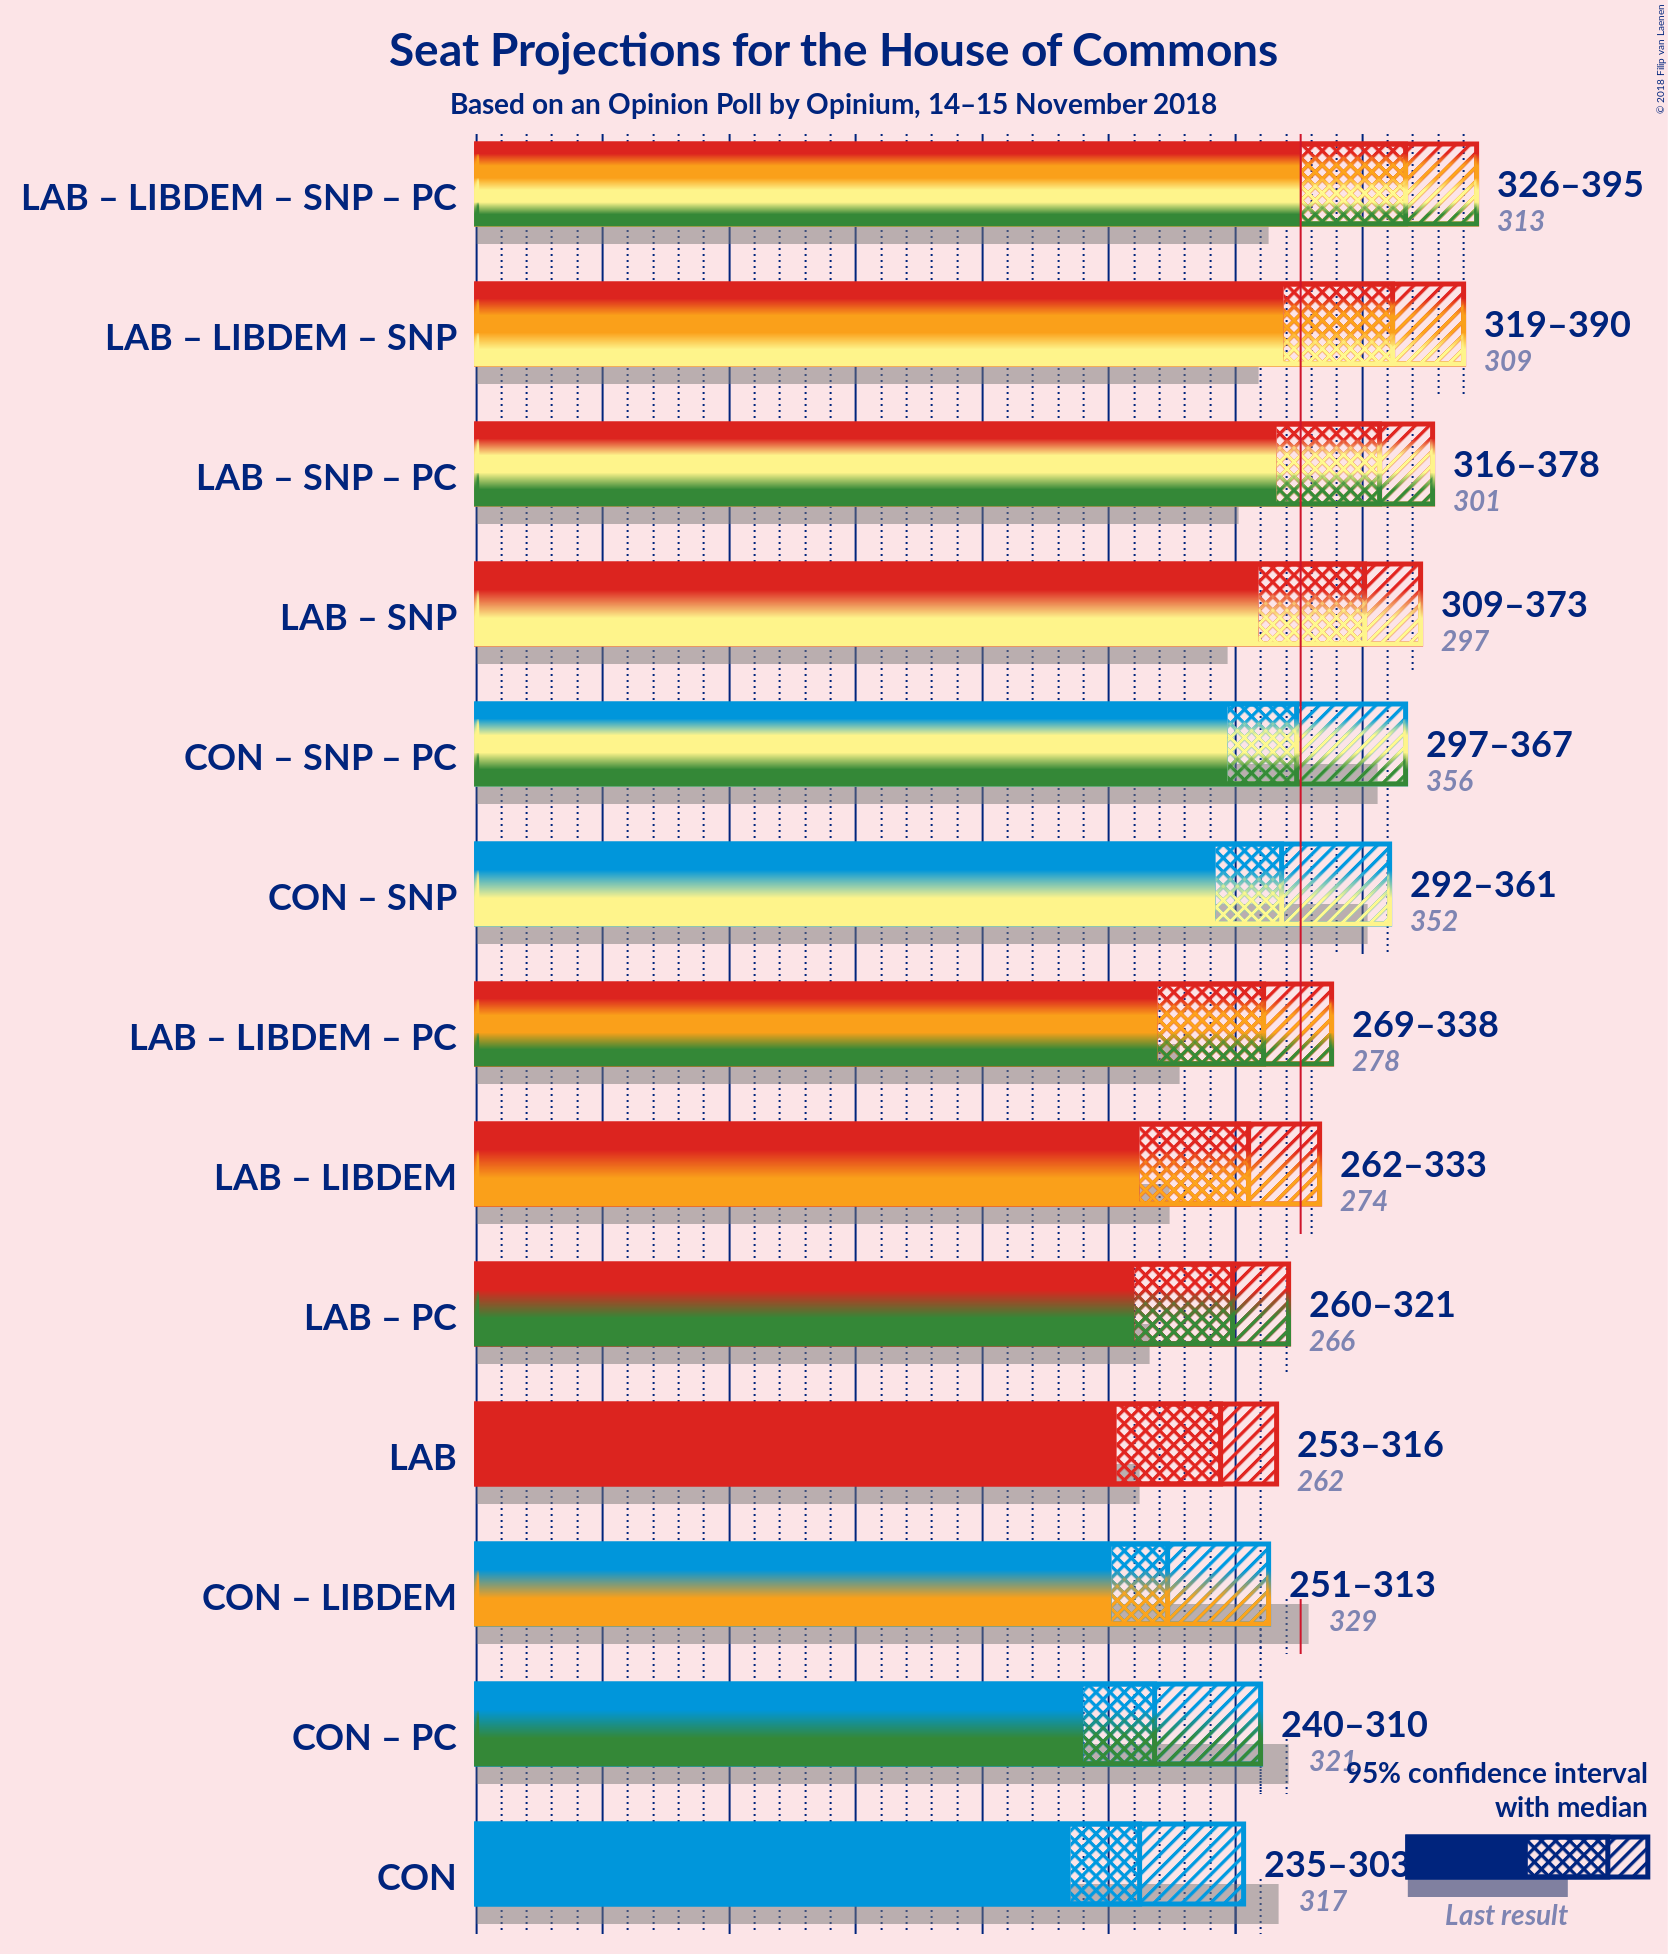 Seat Projections for the House of Commons
Based on an Opinion Poll by Opinium, 14–15 November 2018
© 2018 Filip van Laenen
LAB – LIBDEM – SNP – PC
326–395
313
LAB – LIBDEM – SNP
319–390
309
LAB – SNP – PC
316–378
301
LAB – SNP
309–373
297
CON – SNP – PC
297–367
356
CON – SNP
292–361
352
LAB – LIBDEM – PC
269–338
278
LAB – LIBDEM
262–333
274
LAB – PC
260–321
266
LAB
253–316
262
CON – LIBDEM
251–313
329
CON – PC
240–310
321
CON
235–303
317
95% confidence interval
with median
Last result